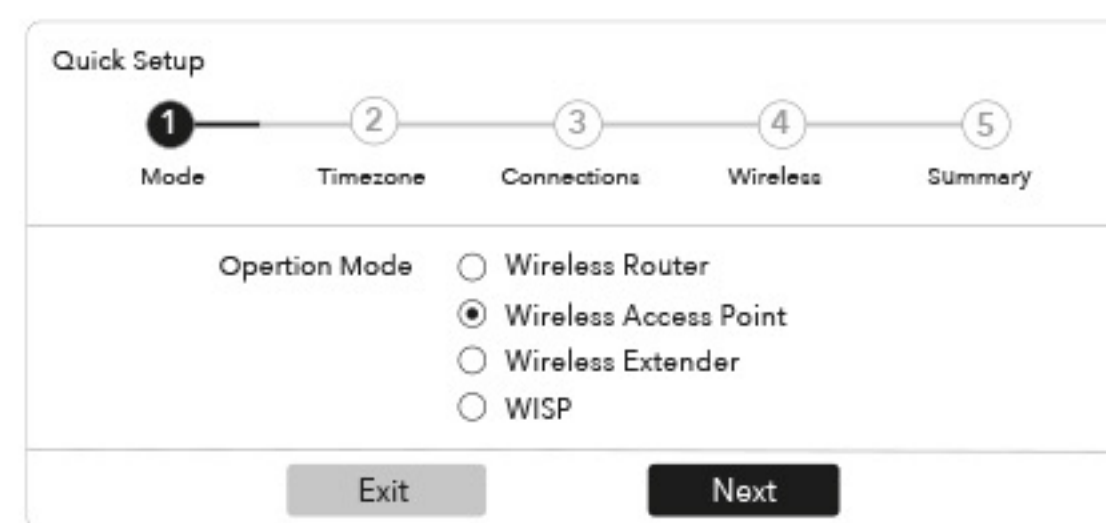 Quick Setup
1 2 3 4 5
Mode Timezone Connections Wireless Summary
Opertion Mode Wireless Router
Wireless Access Point
Wireless Extender
WISP
Exit Next